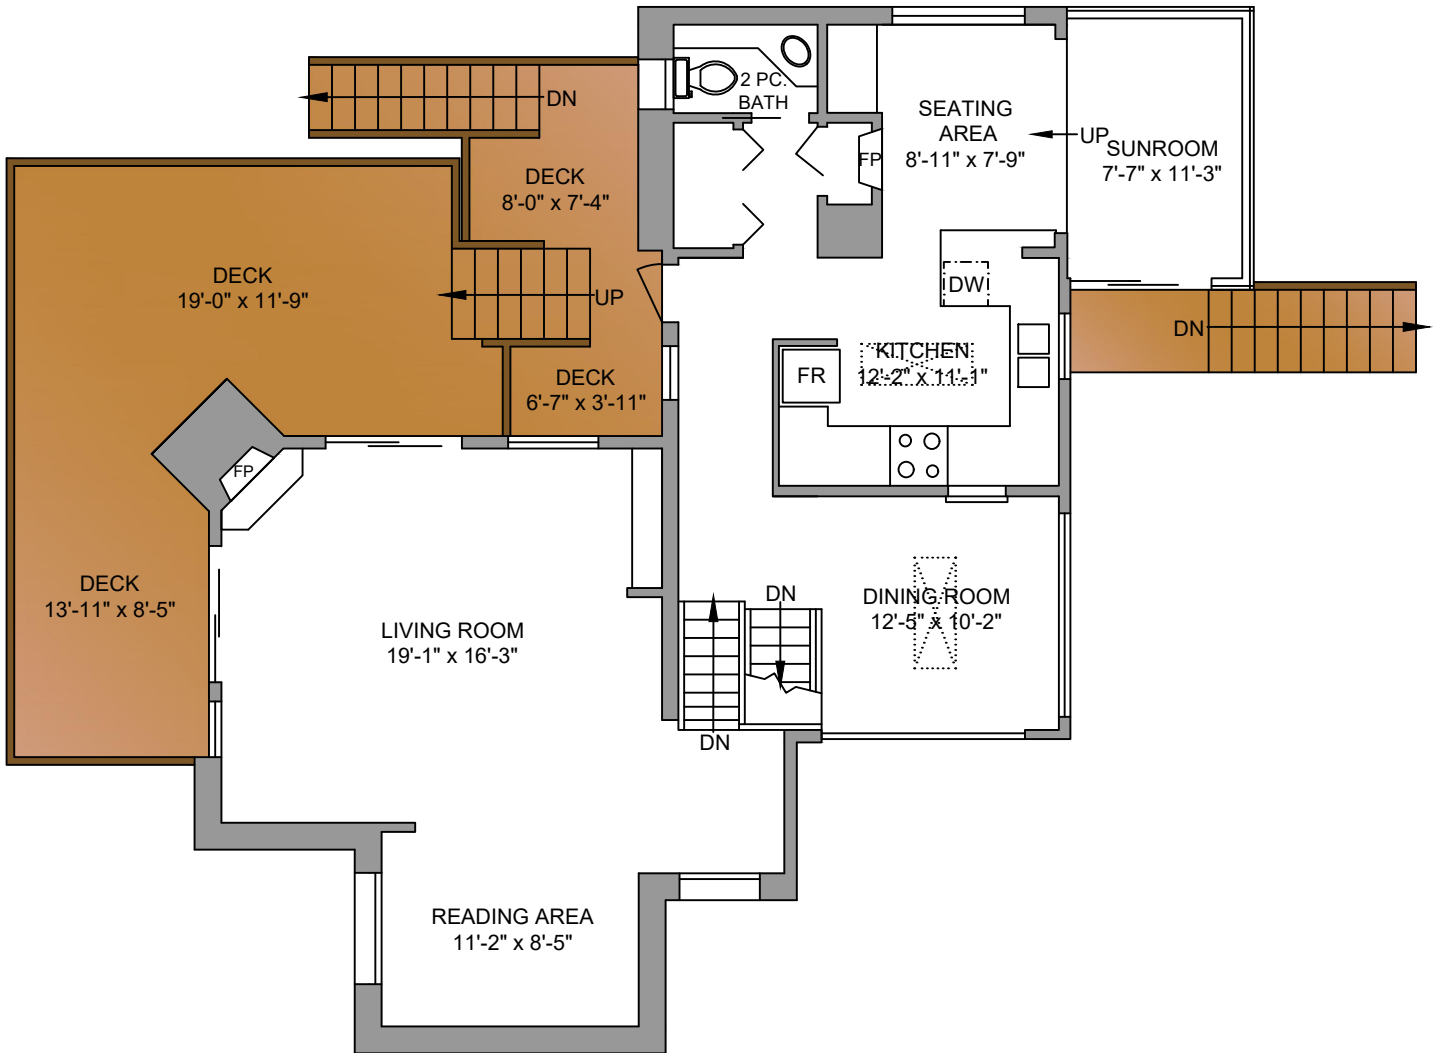 2 PC.
BATH
DN
SEATING
AREA
8'-11" x 7'-9"
UP
SUNROOM
7'-7" x 11'-3"
FP
DECK
8'-0" x 7'-4"
DECK
19'-0" x 11'-9"
UP
DW
DN
KITCHEN
12'-2" x 11'-1"
FR
DECK
6'-7" x 3'-11"
FP
DECK
13'-11" x 8'-5"
LIVING ROOM
19'-1" x 16'-3"
DN
DINING ROOM
12'-5" x 10'-2"
DN
READING AREA
11'-2" x 8'-5"